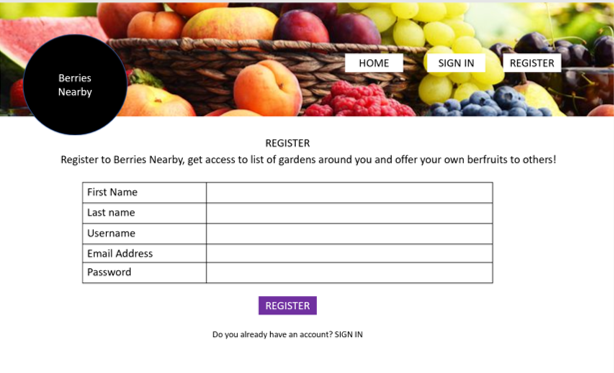 Berries
Nearby
HOME
SIGN IN
REGISTER
REGISTER
Register to Berries Nearby, get access to list of gardens around you and offer your own berfruits to others!
First Name
Last name
Username
Email Address
Password
REGISTER
Do you already have an account? SIGN IN